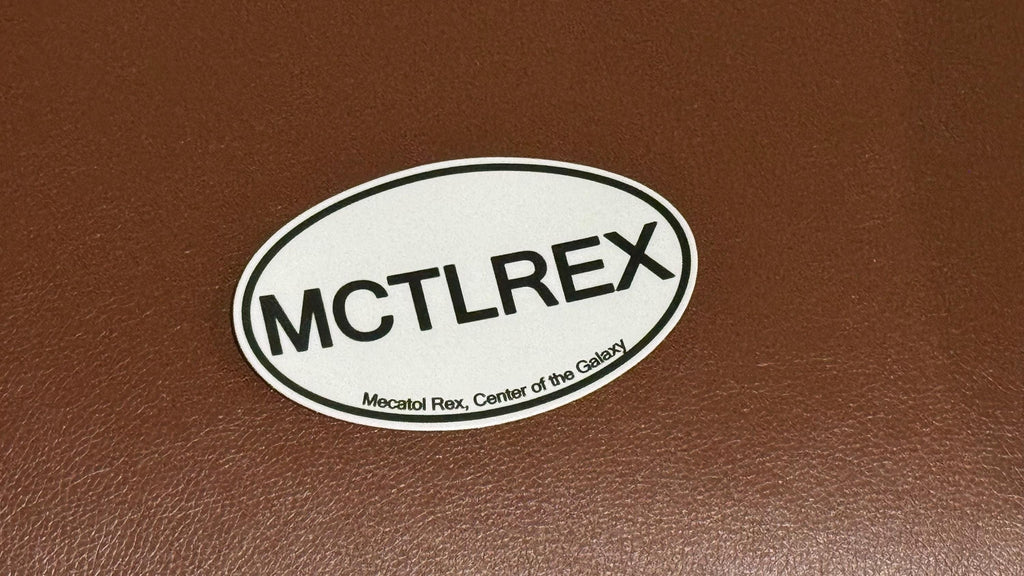 MCTLREX
Mecatol Rex, Center of the Galaxy